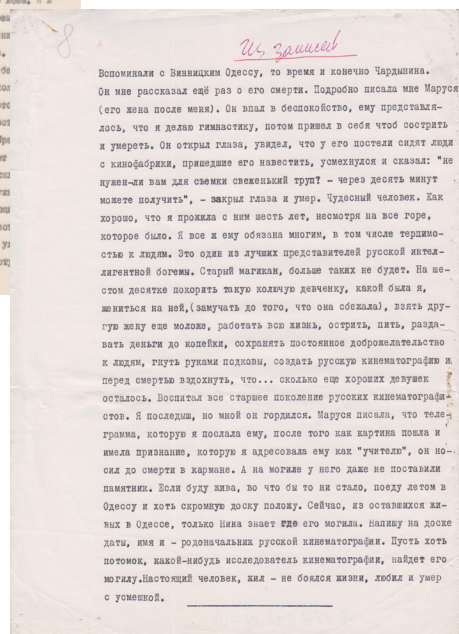 8
Из записей
Вспоминали с Винницким Одессу, то время и конечно Чардынина.
Он мне рассказал ещё раз о его смерти. Подробно писала мне Маруся
(его жена после меня). Он впал в беспокойство, ему представля-
лось, что я делаю гимнастику, потом пришел в себя чтоб сострить
и умереть. Он открыл глаза, увидел, что у его постели сидят люди
с кинофабрики, пришедшие его навестить, усмехнулся и сказал: "не
нужен-ли вам для съемки свеженький труп? - через десять минут
можете получить", - закрыл глаза и умер. Чудесный человек. Как
хорошо, что я прожила с ним шесть лет, несмотря на все горе,
которое было. Я все ж ему обязана многим, в том числе терпимо-
стью к людям. Это один из лучших представителей русской интел-
лигентной богемы. Старый магикан, больше таких не будет. На ше-
стом десятке покорить такую колючую девченку, какой была я,
жениться на ней,(замучать до того, что она сбежала), взять дру-
гую жену еще моложе, работать всю жизнь, острить, пить, разда-
вать деньги до копейки, сохранять постоянное доброжелательство
к людям, гнуть руками подковы, создать русскую кинематографию и
перед смертью вздохнуть, что... сколько еще хороших девушек
осталось. Воспитал все старшее поколение русских кинематографи-
стов. Я последыш, но мной он гордился. Маруся писала, что теле-
грамма, которую я послала ему, после того как картина пошла и
имела признание, которую я адресовала ему как "учителю", он но-
сил до смерти в кармане. А на могиле у него даже не поставили
памятник. Если буду жива, во что бы то ни стало, поеду летом в
Одессу и хоть скромную доску положу. Сейчас, из оставшихся жи-
вых в Одессе, только Нина знает где его могила. Напишу на доске
даты, имя и - родоначальник русской кинематографии. Пусть хоть
потомок, какой-нибудь исследователь кинематографии, найдет его
могилу.Настоящий человек, жил - не боялся жизни, любил и умер
с усмешкой.